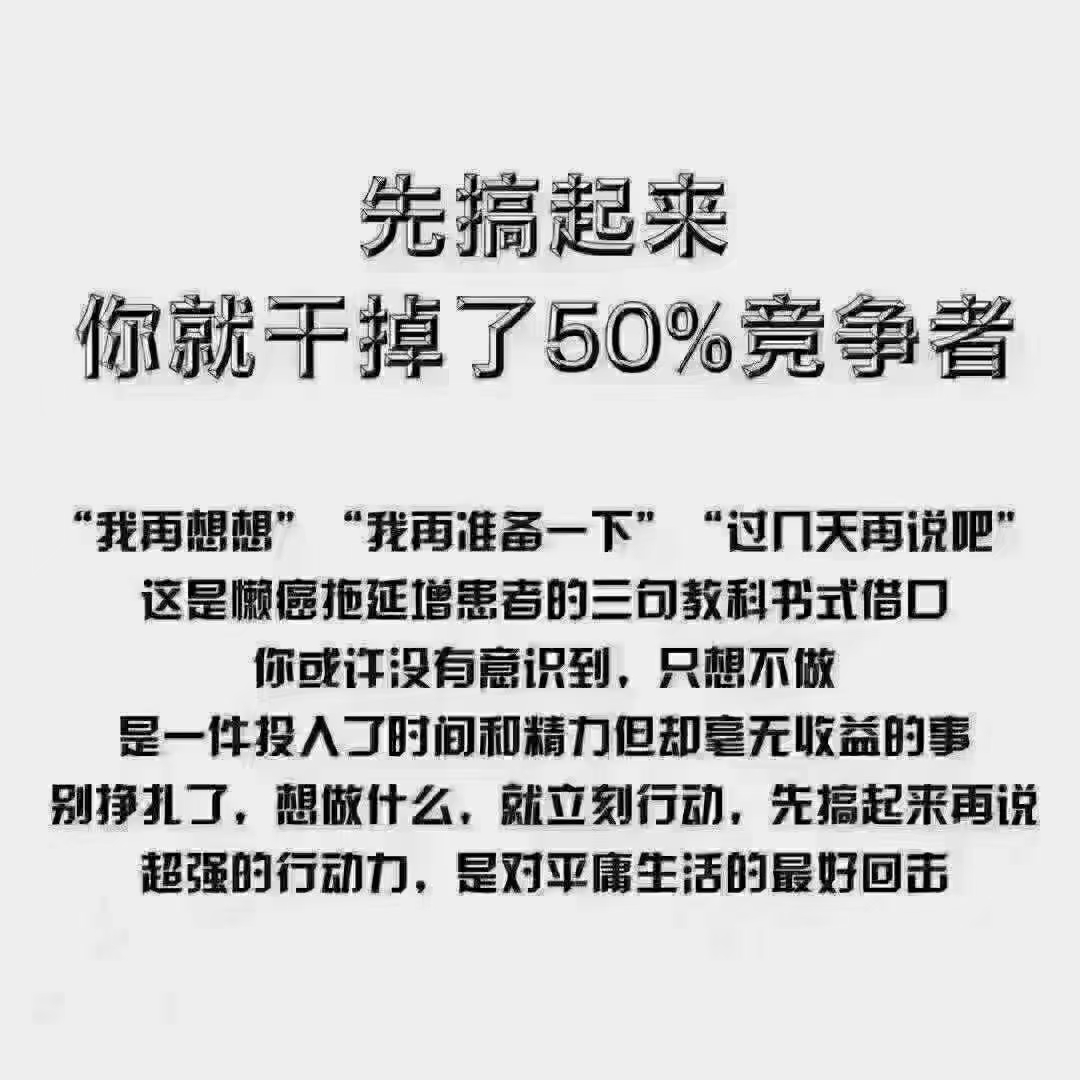 先搞起来
你就干掉了50%竞争者
“我再想想” “我再准备一下” “过几天再说吧”
这是懒癌拖延增患者的三句教科书式借口
你或许没有意识到，只想不做
是一件投入了时间和精力但却毫无收益的事
别挣扎了，想做什么，就立刻行动，先搞起来再说
超强的行动力，是对平庸生活的最好回击